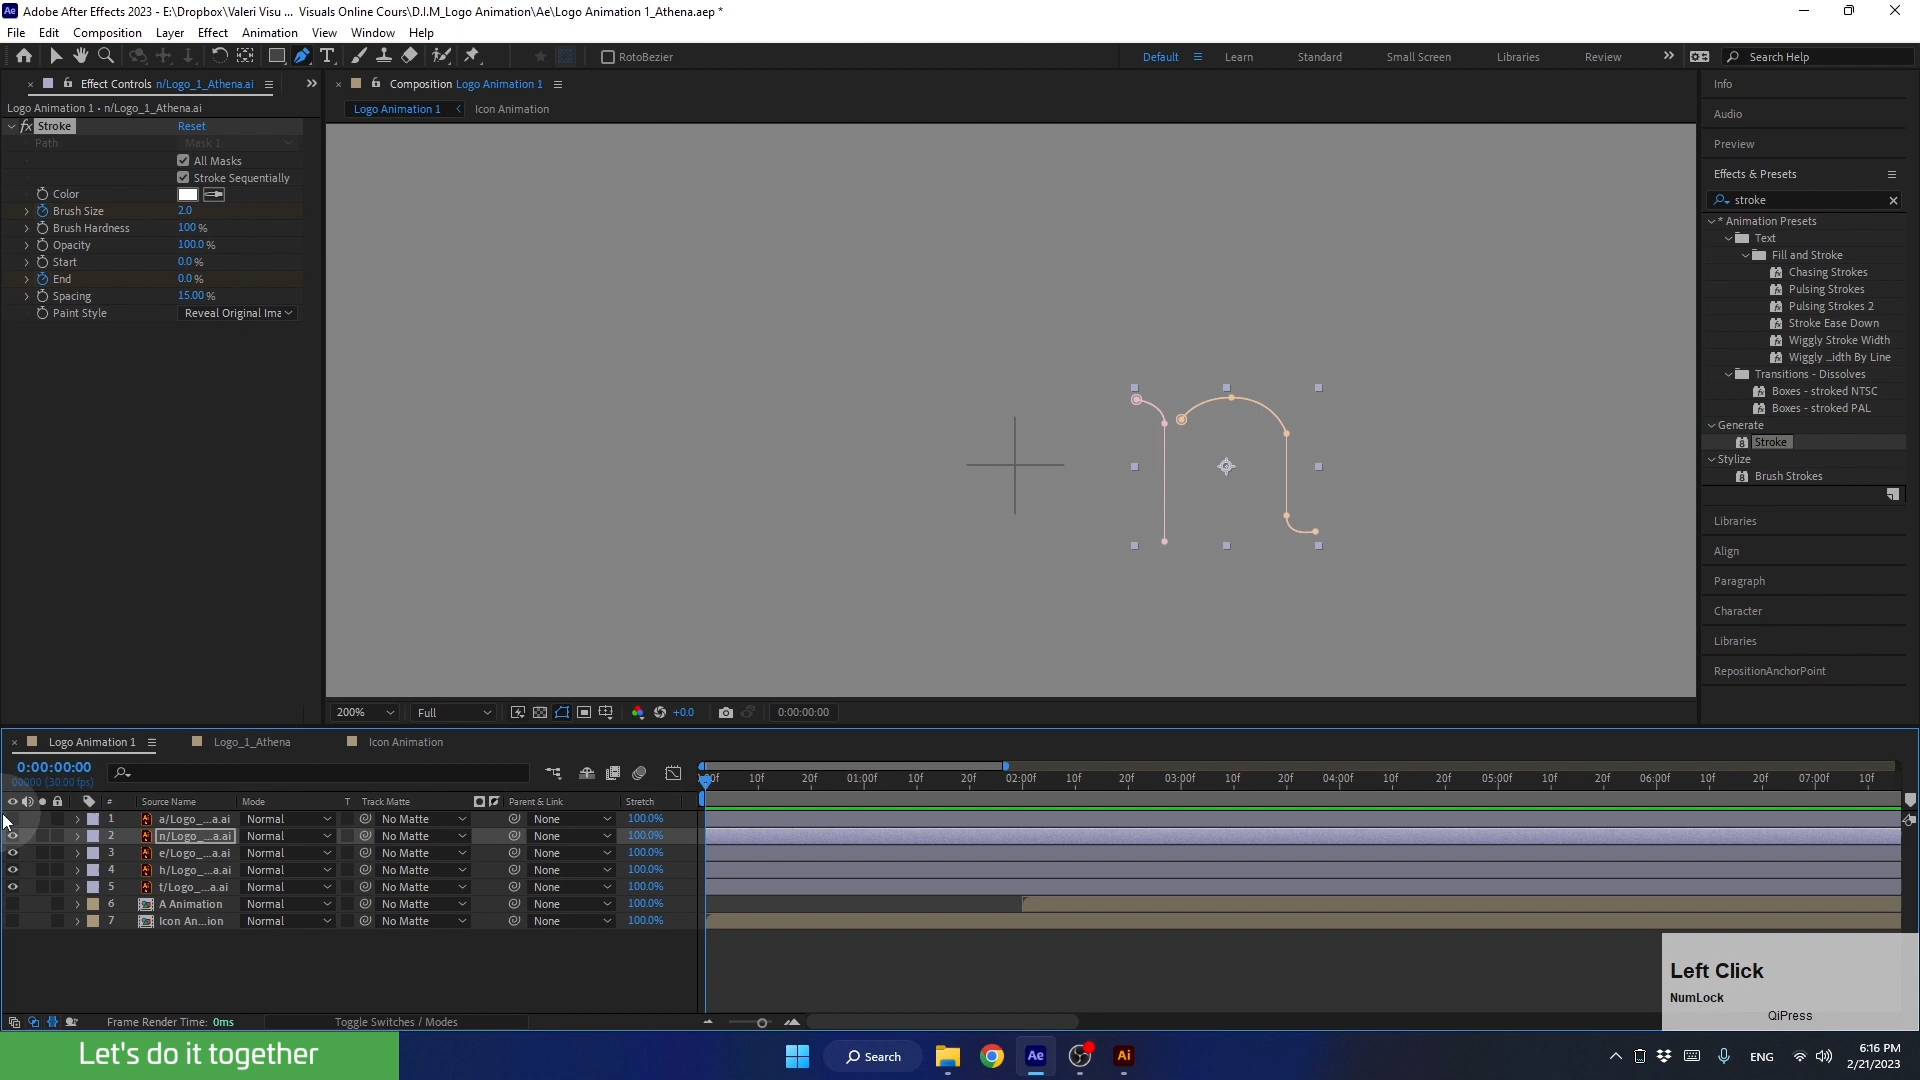 Adobe After Effects 2023 - E:\Dropbox\Valeri Visu ... Visuals Online Cours\D.I.M_Logo Animation\Ae\Logo Animation 1_Athena.aep *
File Edit Composition Layer Effect Animation View Window Help
RotoBezier Default Learn Standard Small Screen Libraries Review Search Help
Effect Controls n/Logo_1_Athena.ai
Composition Logo Animation 1
Logo Animation 1 • n/Logo_1_Athena.ai
Logo Animation 1 Icon Animation
fx Stroke Reset
Path Mask 1
All Masks
Stroke Sequentially
Color
Brush Size 2.0
Brush Hardness 100 %
Opacity 100.0 %
Start 0.0 %
End 0.0 %
Spacing 15.00 %
Paint Style Reveal Original Ima
Info
Audio
Preview
Effects & Presets
stroke
* Animation Presets
Text
Fill and Stroke
Chasing Strokes
Pulsing Strokes
Pulsing Strokes 2
Stroke Ease Down
Wiggly Stroke Width
Wiggly ...idth By Line
Transitions - Dissolves
Boxes - stroked NTSC
Boxes - stroked PAL
Generate
Stroke
Stylize
Brush Strokes
Libraries
Align
Paragraph
Character
Libraries
RepositionAnchorPoint
200% Full +0.0 0:00:00:00
Logo Animation 1 Logo_1_Athena Icon Animation
0:00:00:00
00000 (30.00 fps)
:00f 10f 20f 01:00f 10f 20f 02:00f 10f 20f 03:00f 10f 20f 04:00f 10f 20f 05:00f 10f 20f 06:00f 10f 20f 07:00f 10f
# Source Name Mode T Track Matte Parent & Link Stretch
1 a/Logo_...a.ai Normal No Matte None 100.0%
2 n/Logo_...a.ai Normal No Matte None 100.0%
3 e/Logo_...a.ai Normal No Matte None 100.0%
4 h/Logo_...a.ai Normal No Matte None 100.0%
5 t/Logo_...a.ai Normal No Matte None 100.0%
6 A Animation Normal No Matte None 100.0%
7 Icon An...ion Normal No Matte None 100.0%
Frame Render Time: 0ms Toggle Switches / Modes
Left Click
NumLock
QiPress
Let's do it together
Search
Ae
Ai
ENG
6:16 PM
2/21/2023